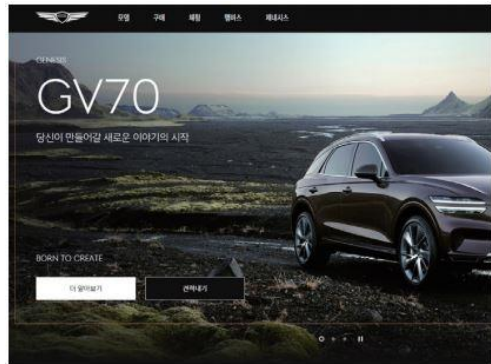 모델 구매 체험 멤버스 제네시스
GENESIS
GV70
당신이 만들어갈 새로운 이야기의 시작
BORN TO CREATE
더 알아보기 견적내기